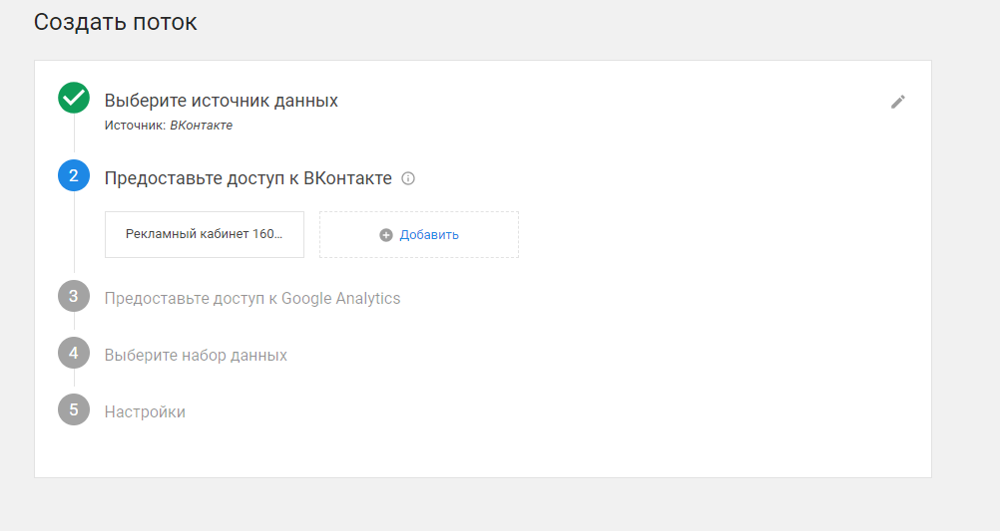 Создать поток
Выберите источник данных
Источник: ВКонтакте
2
Предоставьте доступ к ВКонтакте
Рекламный кабинет 160...
Добавить
3
Предоставьте доступ к Google Analytics
4
Выберите набор данных
5
Настройки